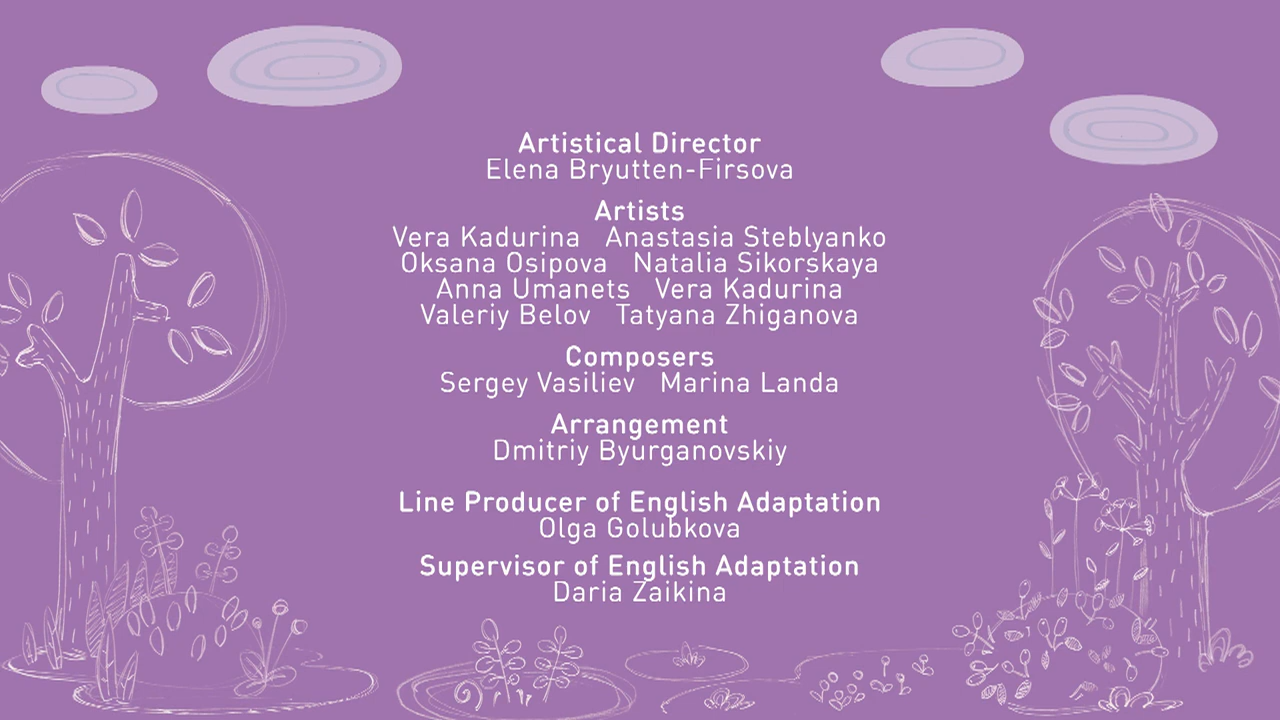 Artistical Director
Elena Bryutten-Firsova
Artists
Vera Kadurina Anastasia Steblyanko
Oksana Osipova Natalia Sikorskaya
Anna Umanets Vera Kadurina
Valeriy Belov Tatyana Zhiganova
Composers
Sergey Vasiliev Marina Landa
Arrangement
Dmitriy Byurganovskiy
Line Producer of English Adaptation
Olga Golubkova
Supervisor of English Adaptation
Daria Zaikina